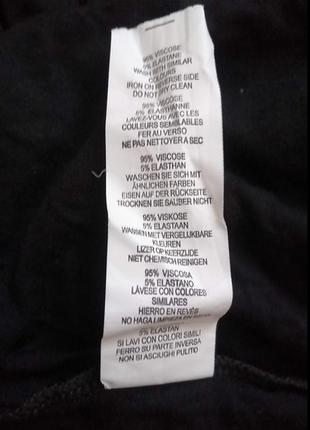 95% VISCOSE
5% ELASTANE
WASH WITH SIMILAR
COLOURS
IRON ON REVERSE SIDE
DO NOT DRY CLEAN
95% VISCOSE
5% ELASTHANNE
LAVEZ-VOUS AVEC LES
COULEURS SEMBLABLES
FER AU VERSO
NE PAS NETTOYER A SEC
95% VISCOSE
5% ELASTHAN
WASCHEN SIE SICH MIT
ÄHNLICHEN FARBEN
EISEN AUF DER RÜCKSEITE
TROCKNEN SIE SAUBER NICHT
95% VISKOSE
5% ELASTAAN
WASSEN MET VERGELIJKBARE
KLEUREN
IJZER OP KEERZIJDE
NIET CHEMISCH REINIGEN
95% VISCOSA
5% ELASTANO
LÁVESE CON COLORES
SIMILARES
HIERRO EN REVÉS
NO HAGA LIMPIEZA EN
5% ELASTAN
SI LAVI CON COLORI SIMILI
FERRO SU PARTE INVERSA
NON SI ASCIUGHI PULITO